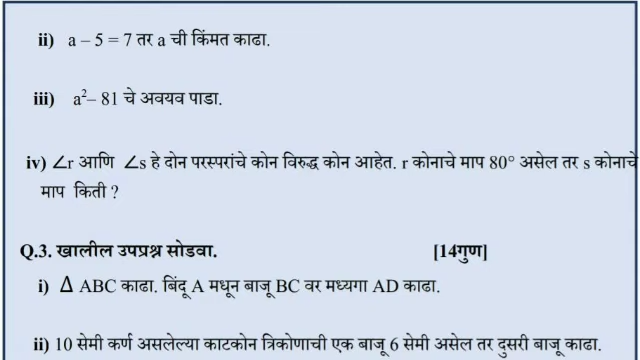 ii) a – 5 = 7 तर a ची किंमत काढा.
iii) a²– 81 चे अवयव पाडा.
iv) ∠r आणि ∠s हे दोन परस्परांचे कोन विरुद्ध कोन आहेत. r कोनाचे माप 80° असेल तर s कोनाचे
माप किती ?
Q.3. खालील उपप्रश्न सोडवा. [14गुण]
i) Δ ABC काढा. बिंदू A मधून बाजू BC वर मध्यगा AD काढा.
ii) 10 सेमी कर्ण असलेल्या काटकोन त्रिकोणाची एक बाजू 6 सेमी असेल तर दुसरी बाजू काढा.